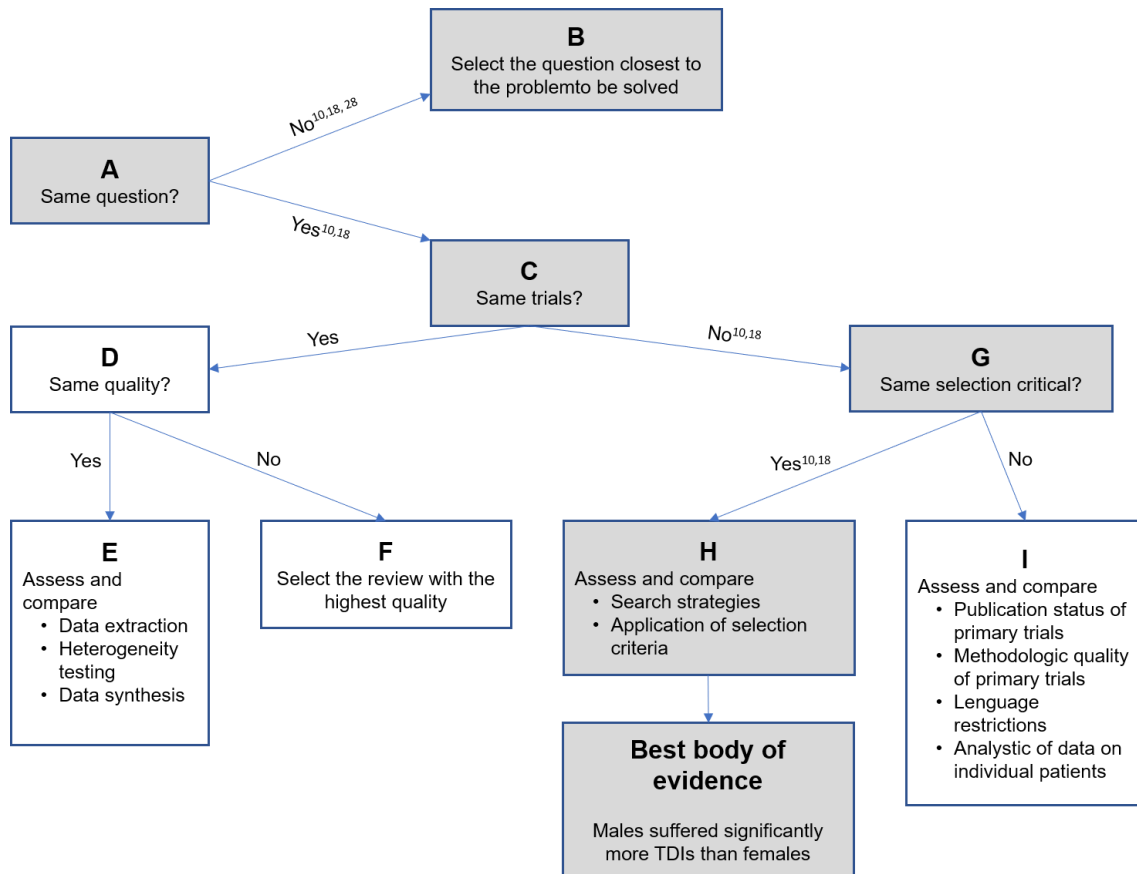 B
Select the question closest to
the problemto be solved
No10,18, 28
A
Same question?
Yes10,18
C
Same trials?
Yes
No10,18
D
Same quality?
G
Same selection critical?
Yes
No
Yes10,18
No
E
Assess and
compare
• Data extraction
• Heterogeneity
testing
• Data synthesis
F
Select the review with the
highest quality
H
Assess and compare
• Search strategies
• Application of selection
criteria
I
Assess and compare
• Publication status of
primary trials
• Methodologic quality
of primary trials
• Lenguage
restrictions
• Analystic of data on
individual patients
Best body of
evidence
Males suffered significantly
more TDIs than females